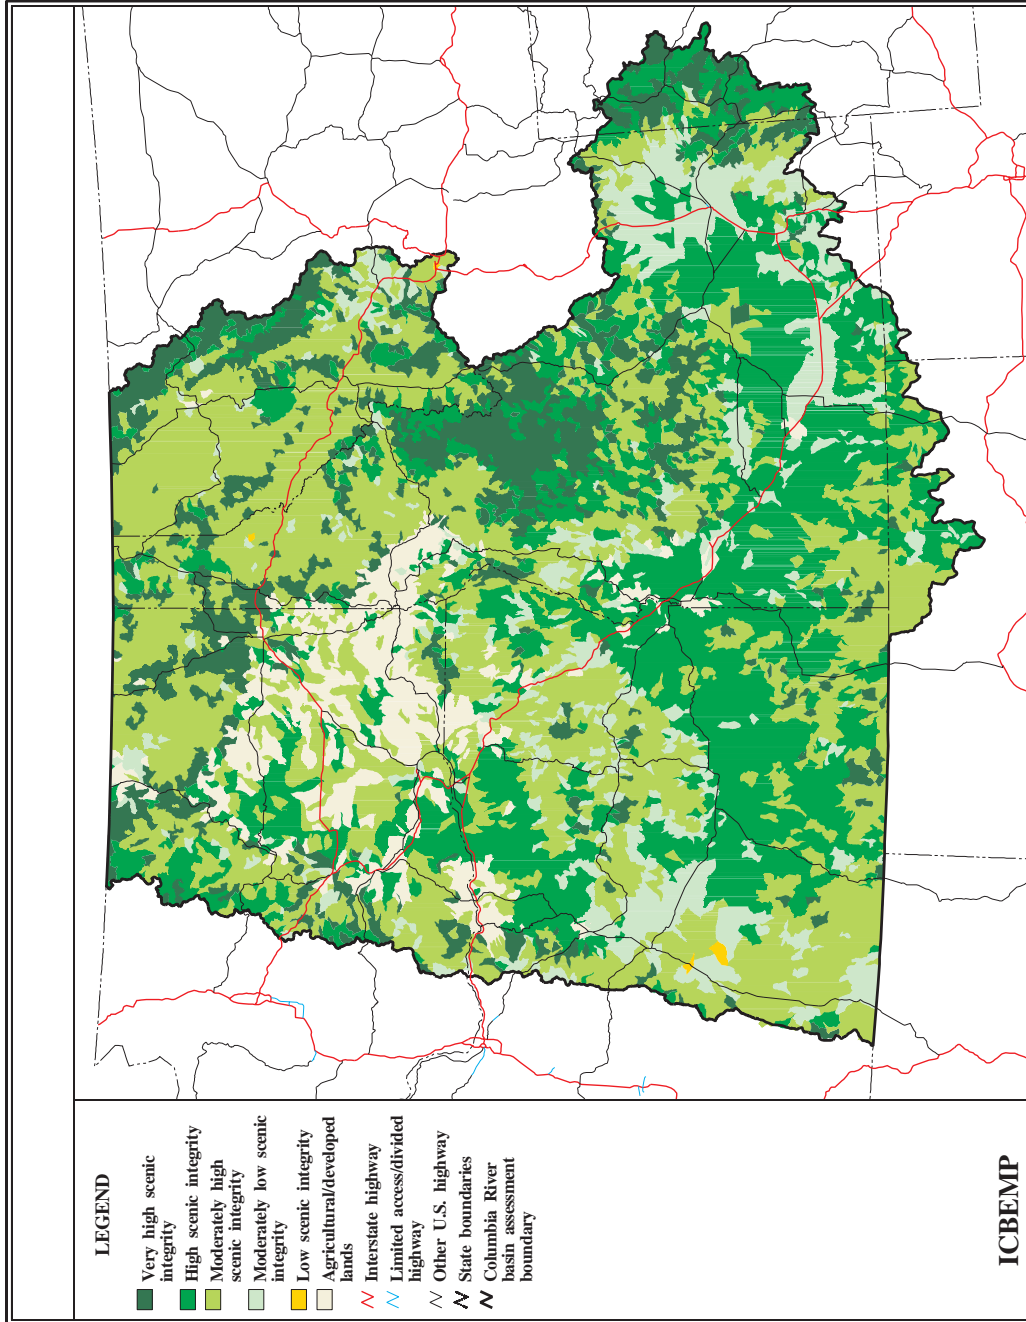 LEGEND
Very high scenic
integrity
High scenic integrity
Moderately high
scenic integrity
Moderately low scenic
integrity
Low scenic integrity
Agricultural/developed
lands
Interstate highway
Limited access/divided
highway
Other U.S. highway
State boundaries
Columbia River
basin assessment
boundary
ICBEMP